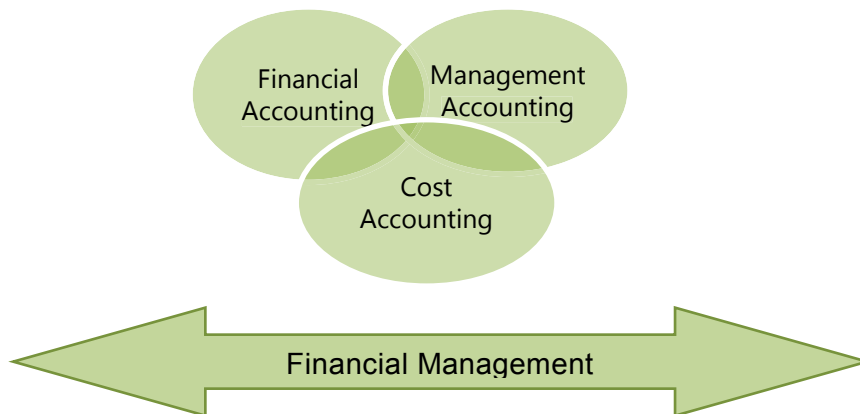 Financial
Accounting
Management
Accounting
Cost
Accounting
Financial Management